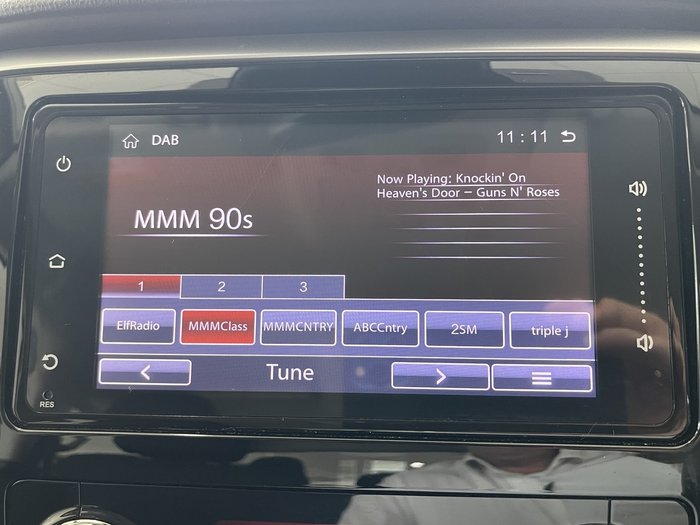 DAB
11:11
Now Playing: Knockin' On
Heaven's Door – Guns N' Roses
MMM 90s
1 2 3
ElfRadio MMMClass MMMCNTRY ABCCntry 2SM triple j
< Tune >
RES